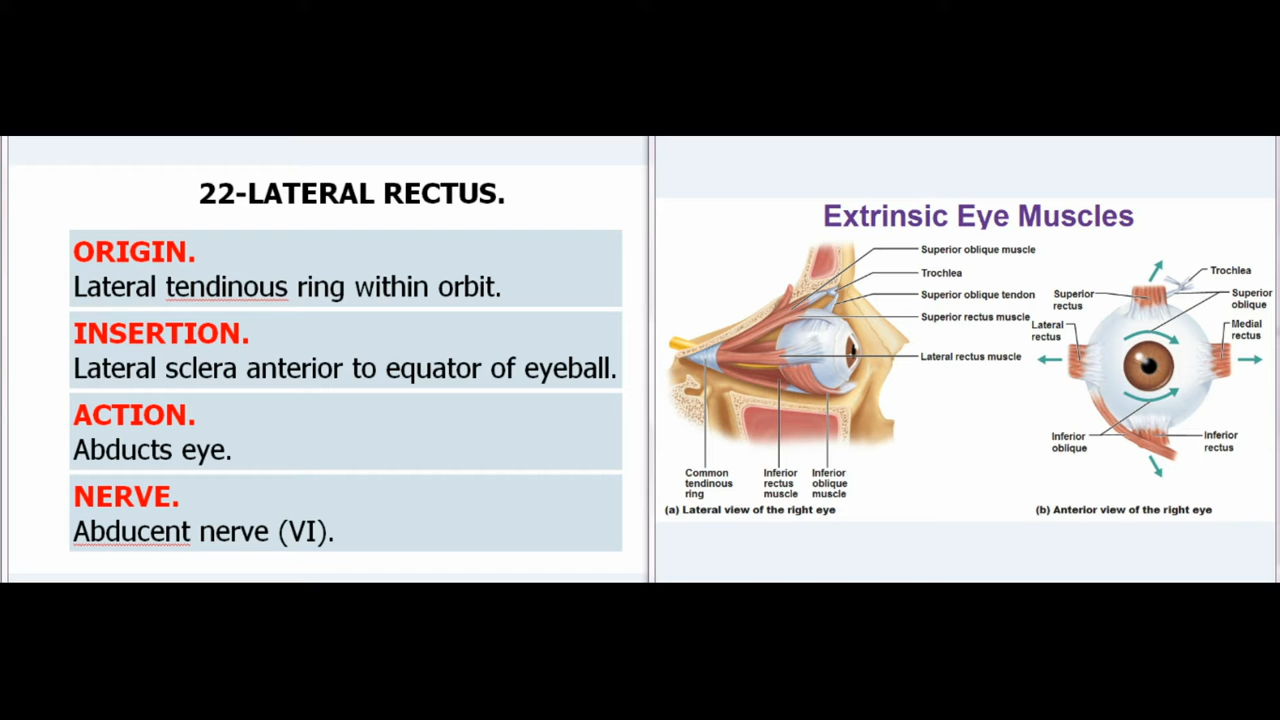 22-LATERAL RECTUS.
ORIGIN.
Lateral tendinous ring within orbit.
INSERTION.
Lateral sclera anterior to equator of eyeball.
ACTION.
Abducts eye.
NERVE.
Abducent nerve (VI).
Extrinsic Eye Muscles
Superior oblique muscle
Trochlea
Superior oblique tendon
Superior rectus muscle
Lateral rectus muscle
Common
tendinous
ring
Inferior
rectus
muscle
Inferior
oblique
muscle
(a) Lateral view of the right eye
Trochlea
Superior
rectus
Superior
oblique
Lateral
rectus
Medial
rectus
Inferior
oblique
Inferior
rectus
(b) Anterior view of the right eye